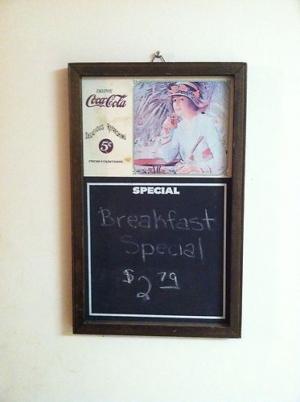 Coca-Cola
5¢
SPECIAL
Breakfast
Special
$2.79